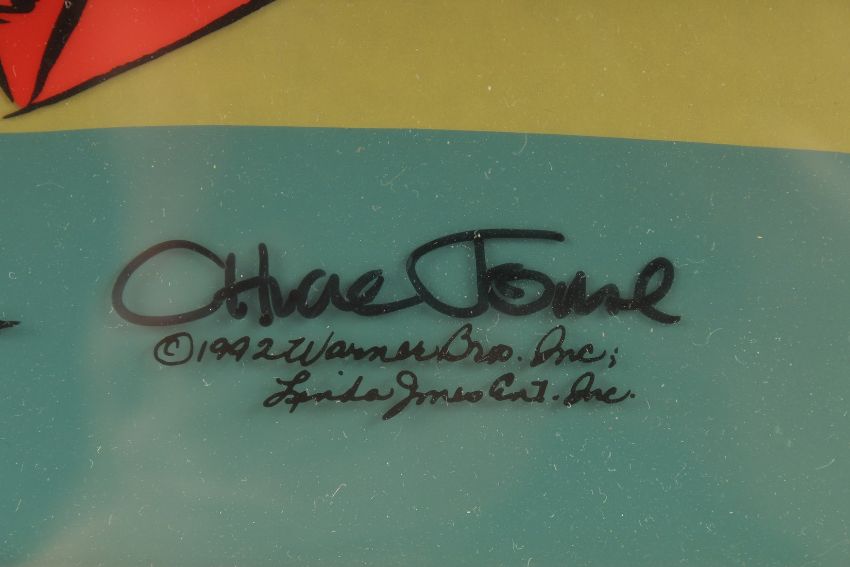 Chuck Jones
©1992 Warner Bros. Inc;
Linda Jones Ent. Inc.